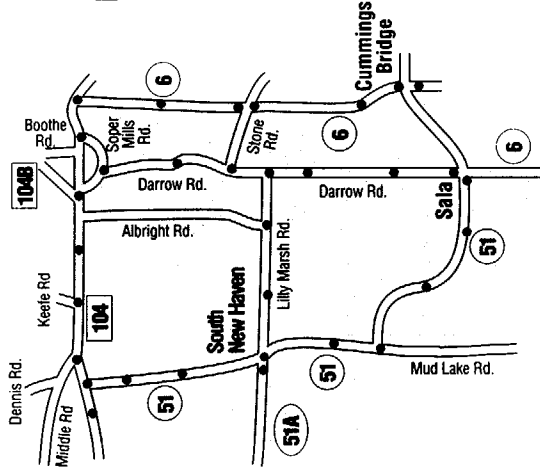 Cummings
Bridge
6
Boothe
Rd.
Soper
Mills
Rd.
Stone Rd.
6
104B
Darrow Rd.
Darrow Rd.
6
Sala
Albright Rd.
Lilly Marsh Rd.
51
Keefe Rd
104
South
New Haven
Dennis Rd.
Middle Rd
51
51
Mud Lake Rd.
51A